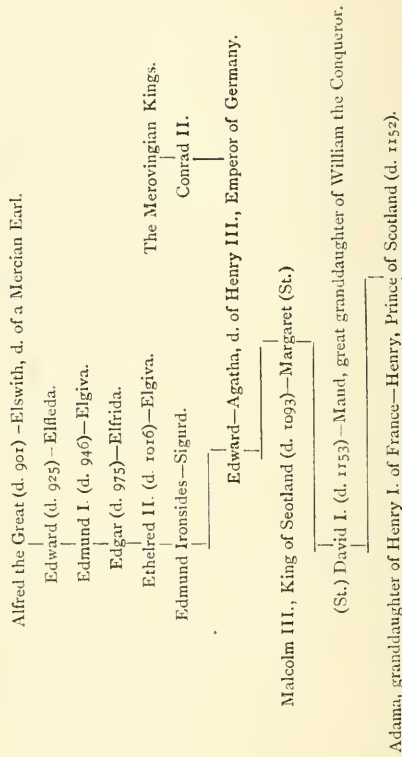 Alfred the Great (d. 901)–Elswith, d. of a Mercian Earl.
Edward (d. 925)–Elfleda.
Edmund I. (d. 946)–Elgiva.
Edgar (d. 975)–Elfrida.
Ethelred II. (d. 1016)–Elgiva.
The Merovingian Kings.
Edmund Ironsides–Sigurd.
Conrad II.
Edward–Agatha, d. of Henry III., Emperor of Germany.
Malcolm III., King of Scotland (d. 1093)–Margaret (St.)
(St.) David I. (d. 1153)–Maud, great granddaughter of William the Conqueror.
Adama, granddaughter of Henry I. of France–Henry, Prince of Scotland (d. 1152).